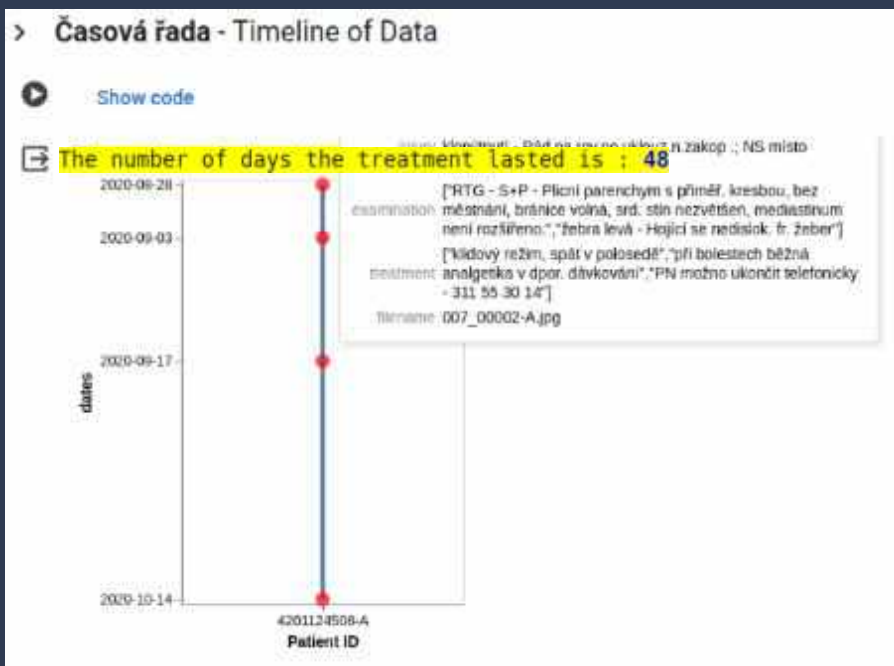 > Časová řada - Timeline of Data
Show code
n zakop .; NS místo
The number of days the treatment lasted is : 48
2020-08-28
["RTG - S+P - Plicní parenchym s přiměř. kresbou, bez
examination městnání, bránice volná, srd. stín nezvětšen, mediastinum
není rozšířeno.","žebra levá - Hojící se nedislok. fr. žeber"]
2020-09-03
["klidový režim, spát v polosedě","při bolestech běžná
treatment analgetika v dpor. dávkování","PN možno ukončit telefonicky
- 311 55 30 14"]
filename 007_00002-A.jpg
2020-09-17
dates
2020-10-14
4201124508-A
Patient ID